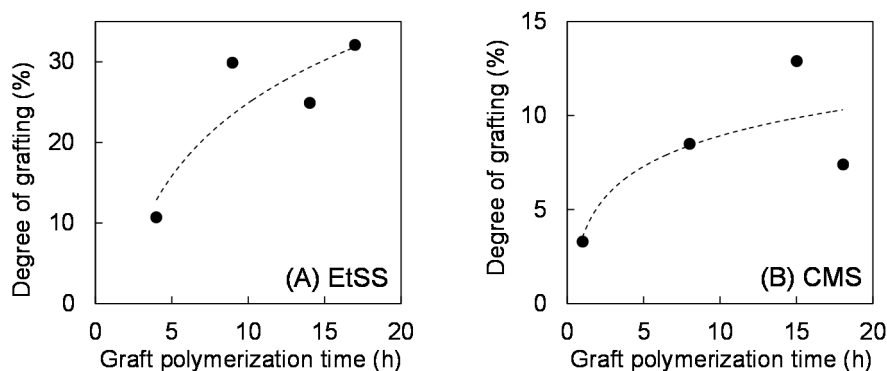 Degree of grafting (%)
30
20
10
0
(A) EtSS
0 5 10 15 20
Graft polymerization time (h)
Degree of grafting (%)
15
10
5
0
(B) CMS
0 5 10 15 20
Graft polymerization time (h)